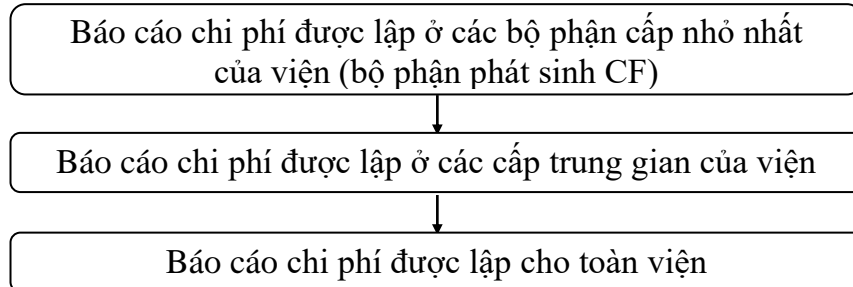 Báo cáo chi phí được lập ở các bộ phận cấp nhỏ nhất
của viện (bộ phận phát sinh CF)
Báo cáo chi phí được lập ở các cấp trung gian của viện
Báo cáo chi phí được lập cho toàn viện